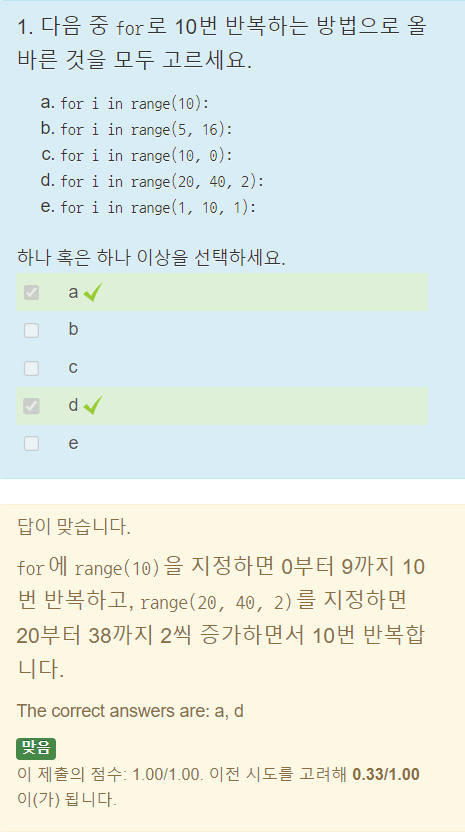 1. 다음 중 for로 10번 반복하는 방법으로 올
바른 것을 모두 고르세요.
a. for i in range(10):
b. for i in range(5, 16):
c. for i in range(10, 0):
d. for i in range(20, 40, 2):
e. for i in range(1, 10, 1):
하나 혹은 하나 이상을 선택하세요.
a
b
c
d
e
답이 맞습니다.
for에 range(10)을 지정하면 0부터 9까지 10
번 반복하고, range(20, 40, 2)를 지정하면
20부터 38까지 2씩 증가하면서 10번 반복합
니다.
The correct answers are: a, d
맞음
이 제출의 점수: 1.00/1.00. 이전 시도를 고려해 0.33/1.00
이(가) 됩니다.